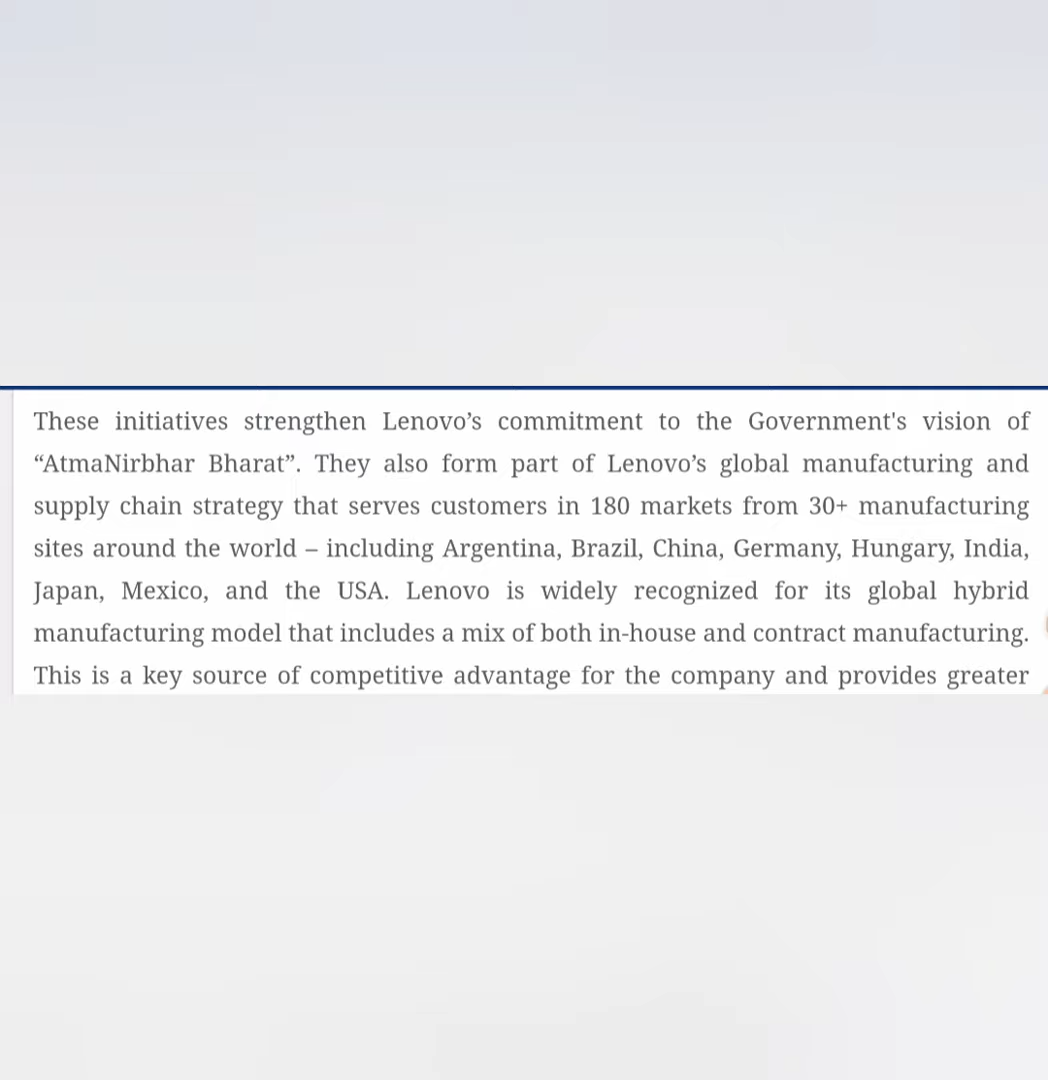 These initiatives strengthen Lenovo’s commitment to the Government's vision of
“AtmaNirbhar Bharat”. They also form part of Lenovo’s global manufacturing and
supply chain strategy that serves customers in 180 markets from 30+ manufacturing
sites around the world – including Argentina, Brazil, China, Germany, Hungary, India,
Japan, Mexico, and the USA. Lenovo is widely recognized for its global hybrid
manufacturing model that includes a mix of both in-house and contract manufacturing.
This is a key source of competitive advantage for the company and provides greater